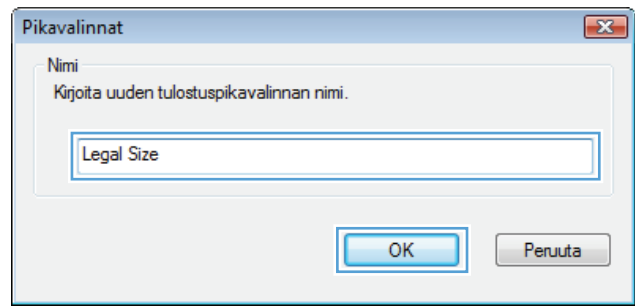 Pikavalinnat
Nimi
Kirjoita uuden tulostuspikavalinnan nimi.
Legal Size
OK Peruuta